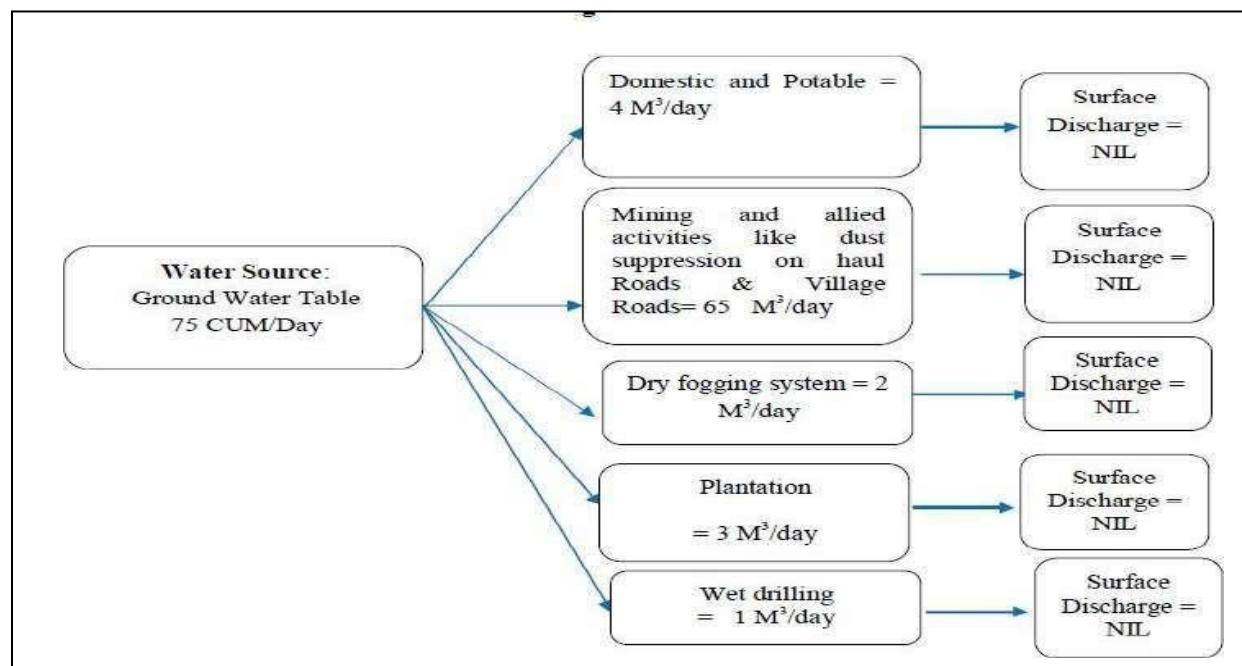 Domestic and Potable =
4 M³/day
Surface
Discharge =
NIL
Mining and allied
activities like dust
suppression on haul
Roads & Village
Roads= 65 M³/day
Surface
Discharge =
NIL
Water Source:
Ground Water Table
75 CUM/Day
Dry fogging system = 2
M³/day
Surface
Discharge =
NIL
Plantation
= 3 M³/day
Surface
Discharge =
NIL
Wet drilling
= 1 M³/day
Surface
Discharge =
NIL